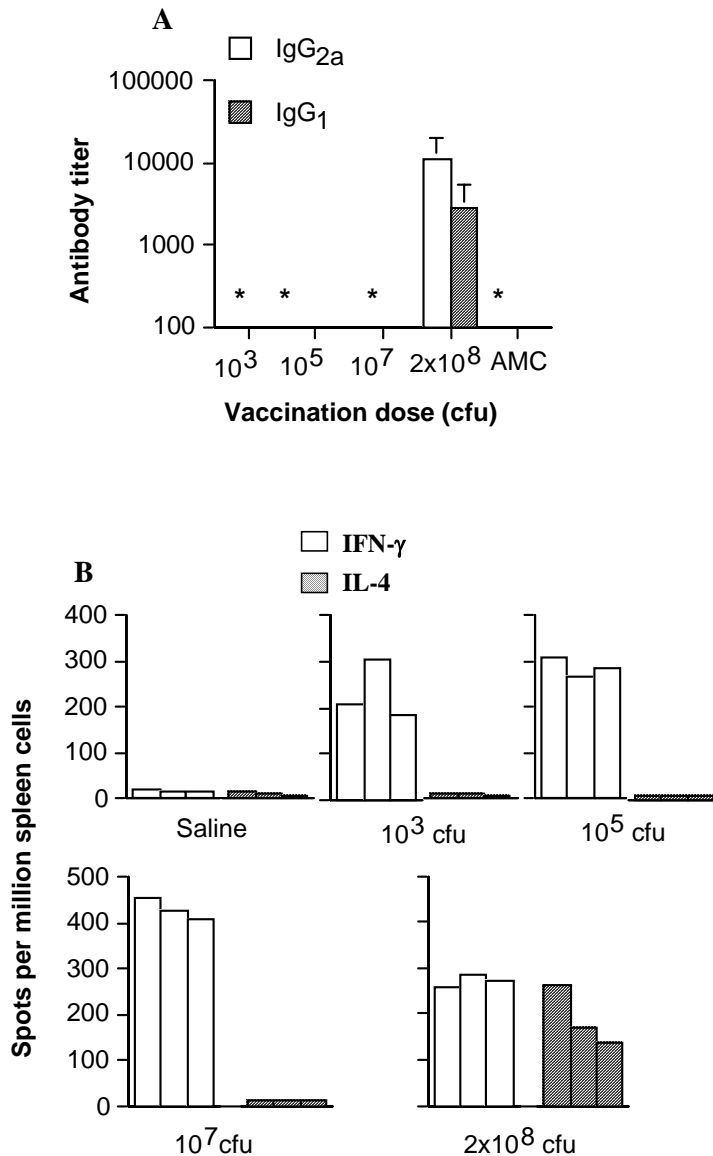 A
IgG2a
IgG1
100000
10000
1000
100
Antibody titer
* * * *
10³ 10⁵ 10⁷ 2x10⁸ AMC
Vaccination dose (cfu)
IFN-γ
IL-4
B
400
300
200
100
0
Saline
10³ cfu
10⁵ cfu
Spots per million spleen cells
500
400
300
200
100
0
10⁷cfu
2x10⁸ cfu